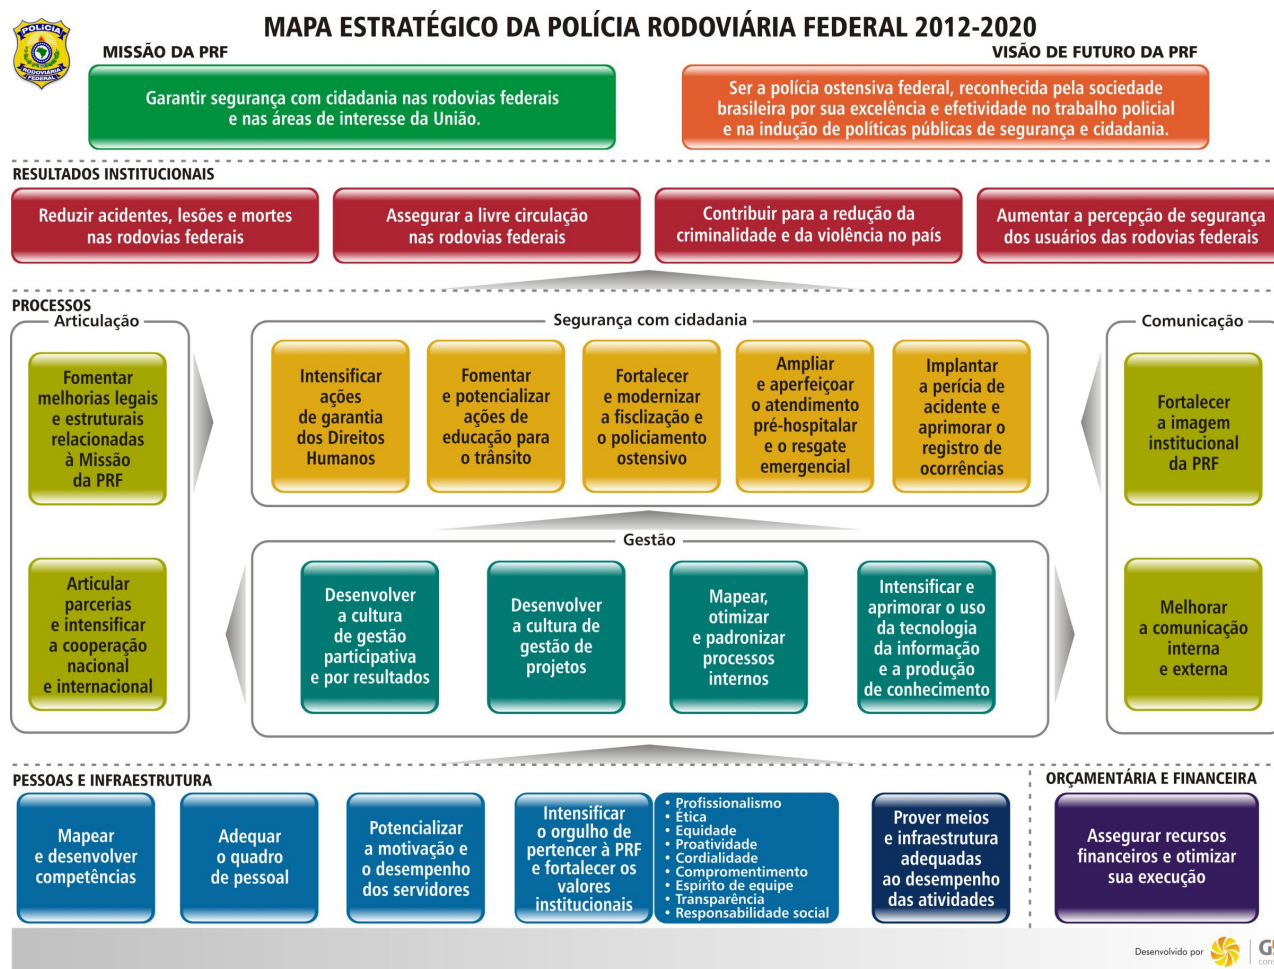 MAPA ESTRATÉGICO DA POLÍCIA RODOVIÁRIA FEDERAL 2012-2020
POLÍCIA
RODOVIÁRIA
FEDERAL
MISSÃO DA PRF
Garantir segurança com cidadania nas rodovias federais
e nas áreas de interesse da União.
VISÃO DE FUTURO DA PRF
Ser a polícia ostensiva federal, reconhecida pela sociedade
brasileira por sua excelência e efetividade no trabalho policial
e na indução de políticas públicas de segurança e cidadania.
RESULTADOS INSTITUCIONAIS
Reduzir acidentes, lesões e mortes
nas rodovias federais
Assegurar a livre circulação
nas rodovias federais
Contribuir para a redução da
criminalidade e da violência no país
Aumentar a percepção de segurança
dos usuários das rodovias federais
PROCESSOS
Articulação
Fomentar
melhorias legais
e estruturais
relacionadas
à Missão
da PRF
Articular
parcerias
e intensificar
a cooperação
nacional
e internacional
Segurança com cidadania
Intensificar
ações
de garantia
dos Direitos
Humanos
Fomentar
e potencializar
ações de
educação para
o trânsito
Fortalecer
e modernizar
a fisclização e
o policiamento
ostensivo
Ampliar
e aperfeiçoar
o atendimento
pré-hospitalar
e o resgate
emergencial
Implantar
a perícia de
acidente e
aprimorar o
registro de
ocorrências
Gestão
Desenvolver
a cultura
de gestão
participativa
e por resultados
Desenvolver
a cultura de
gestão de
projetos
Mapear,
otimizar
e padronizar
processos
internos
Intensificar e
aprimorar o uso
da tecnologia
da informação
e a produção
de conhecimento
Comunicação
Fortalecer
a imagem
institucional
da PRF
Melhorar
a comunicação
interna
e externa
PESSOAS E INFRAESTRUTURA
Mapear
e desenvolver
competências
Adequar
o quadro
de pessoal
Potencializar
a motivação e
o desempenho
dos servidores
Intensificar
o orgulho de
pertencer à PRF
e fortalecer os
valores
institucionais
• Profissionalismo
• Ética
• Equidade
• Proatividade
• Cordialidade
• Compromentimento
• Espírito de equipe
• Transparência
• Responsabilidade social
Prover meios
e infraestrutura
adequadas
ao desempenho
das atividades
ORÇAMENTÁRIA E FINANCEIRA
Assegurar recursos
financeiros e otimizar
sua execução
Desenvolvido por